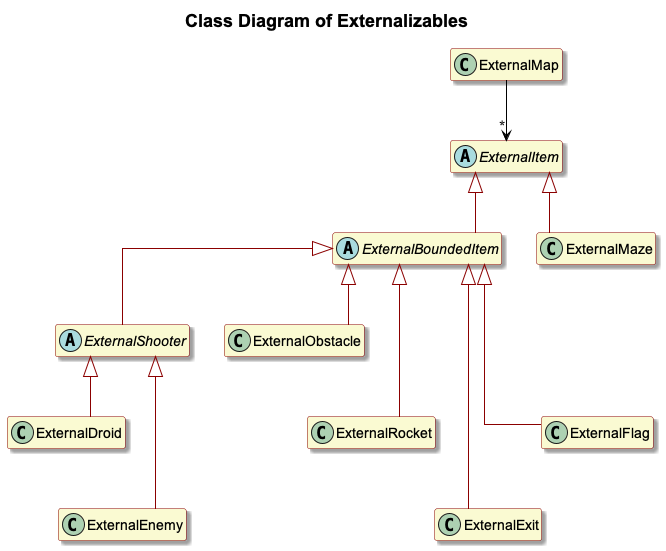 Class Diagram of Externalizables
C ExternalMap
*
A ExternalItem
A ExternalBoundedItem
C ExternalMaze
A ExternalShooter
C ExternalObstacle
C ExternalDroid
C ExternalRocket
C ExternalFlag
C ExternalEnemy
C ExternalExit